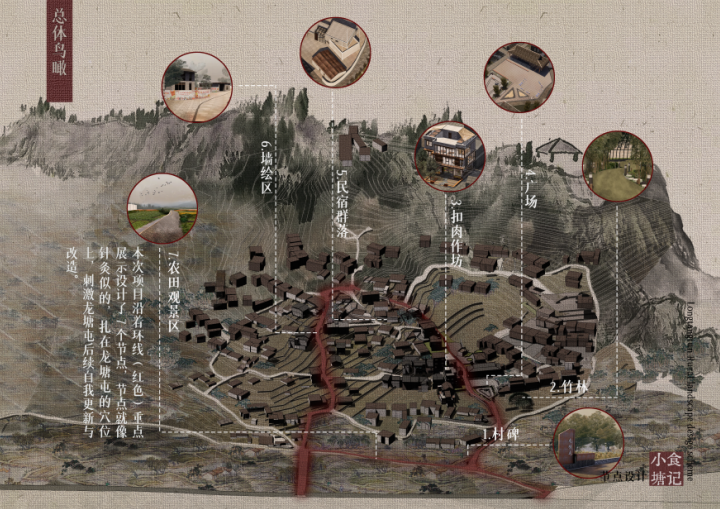 总体鸟瞰
6.墙绘区
5.民宿群落
3.扣肉作坊
4.广场
7.农田观景区
本次项目沿着环线（红色）重点
展示设计了七个节点，节点就像
针灸似的，扎在龙塘屯的穴位
上，刺激龙塘屯后续自我更新与
改造。
2.竹林
1.村碑
节点设计
食记
小塘